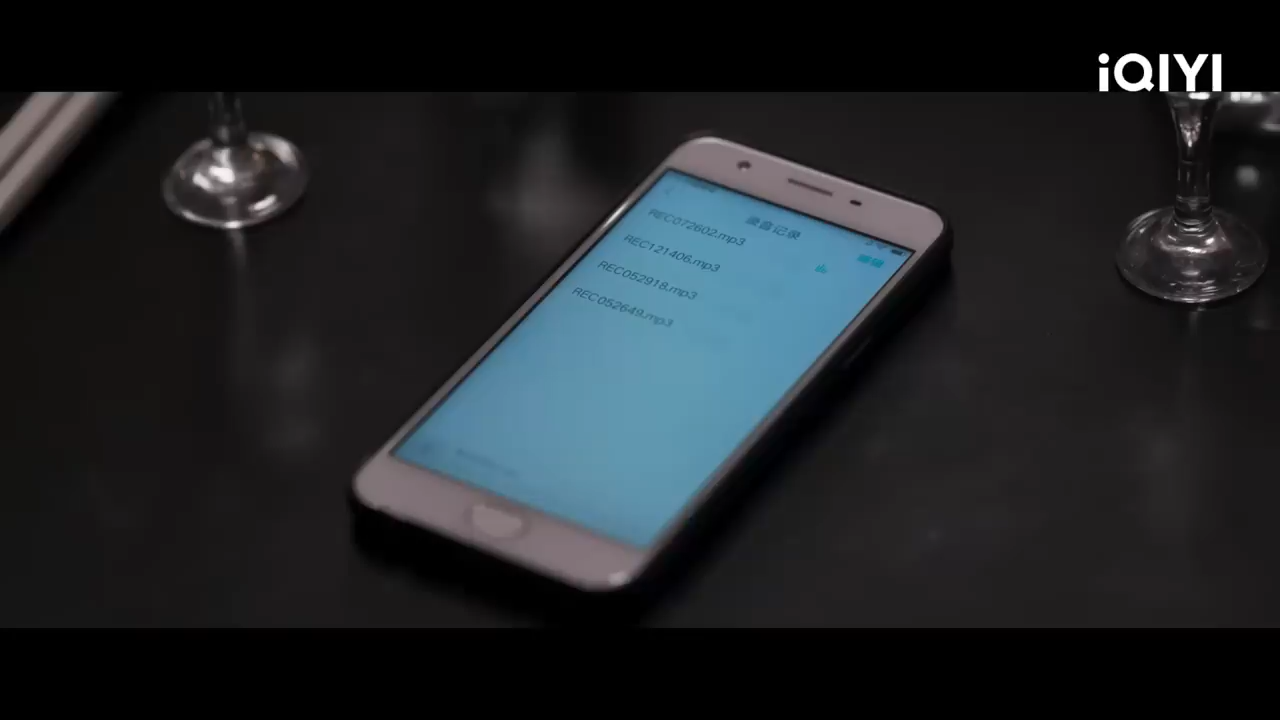 iQIYI
录音记录
REC072602.mp3
REC121406.mp3
REC052918.mp3
REC052649.mp3